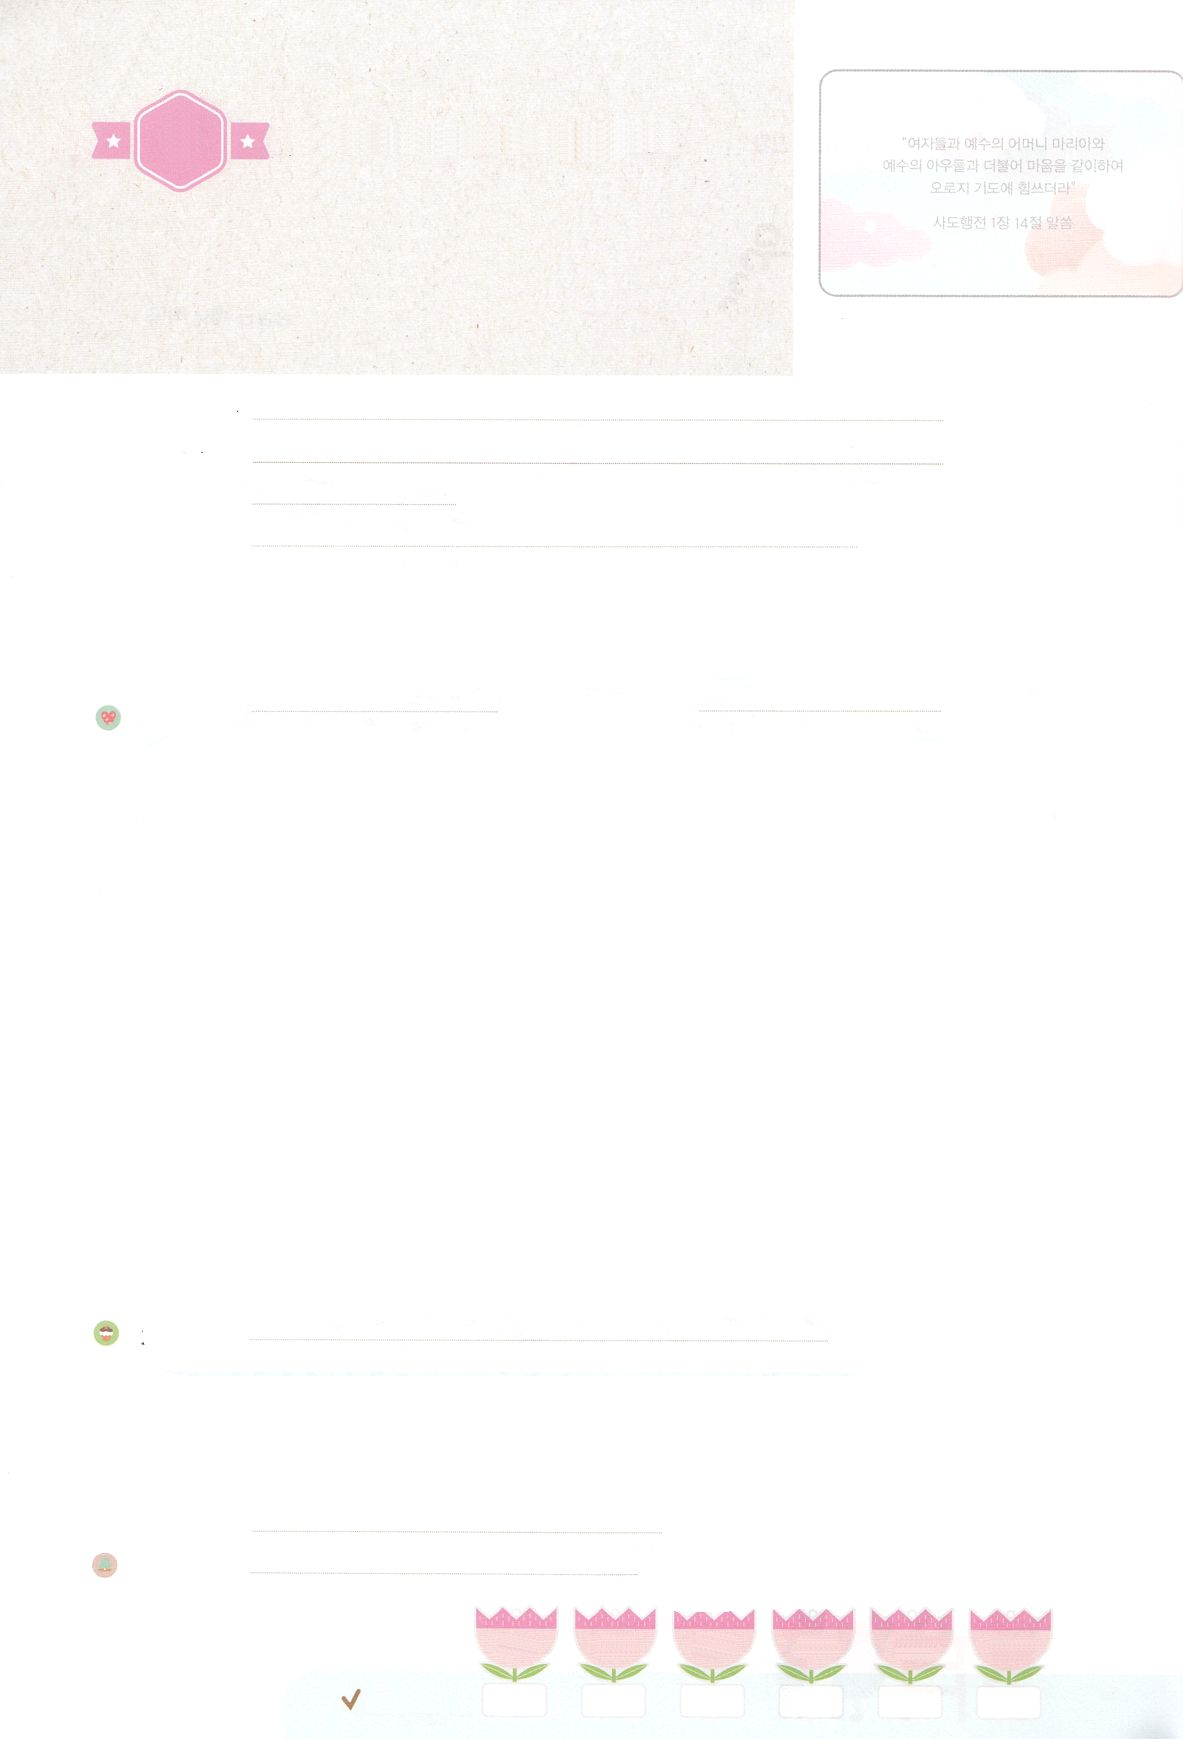 "여자들과 예수의 어머니 마리아와
예수의 아우들과 더불어 마음을 같이하여
오로지 기도에 힘쓰더라"
사도행전 1장 14절 말씀